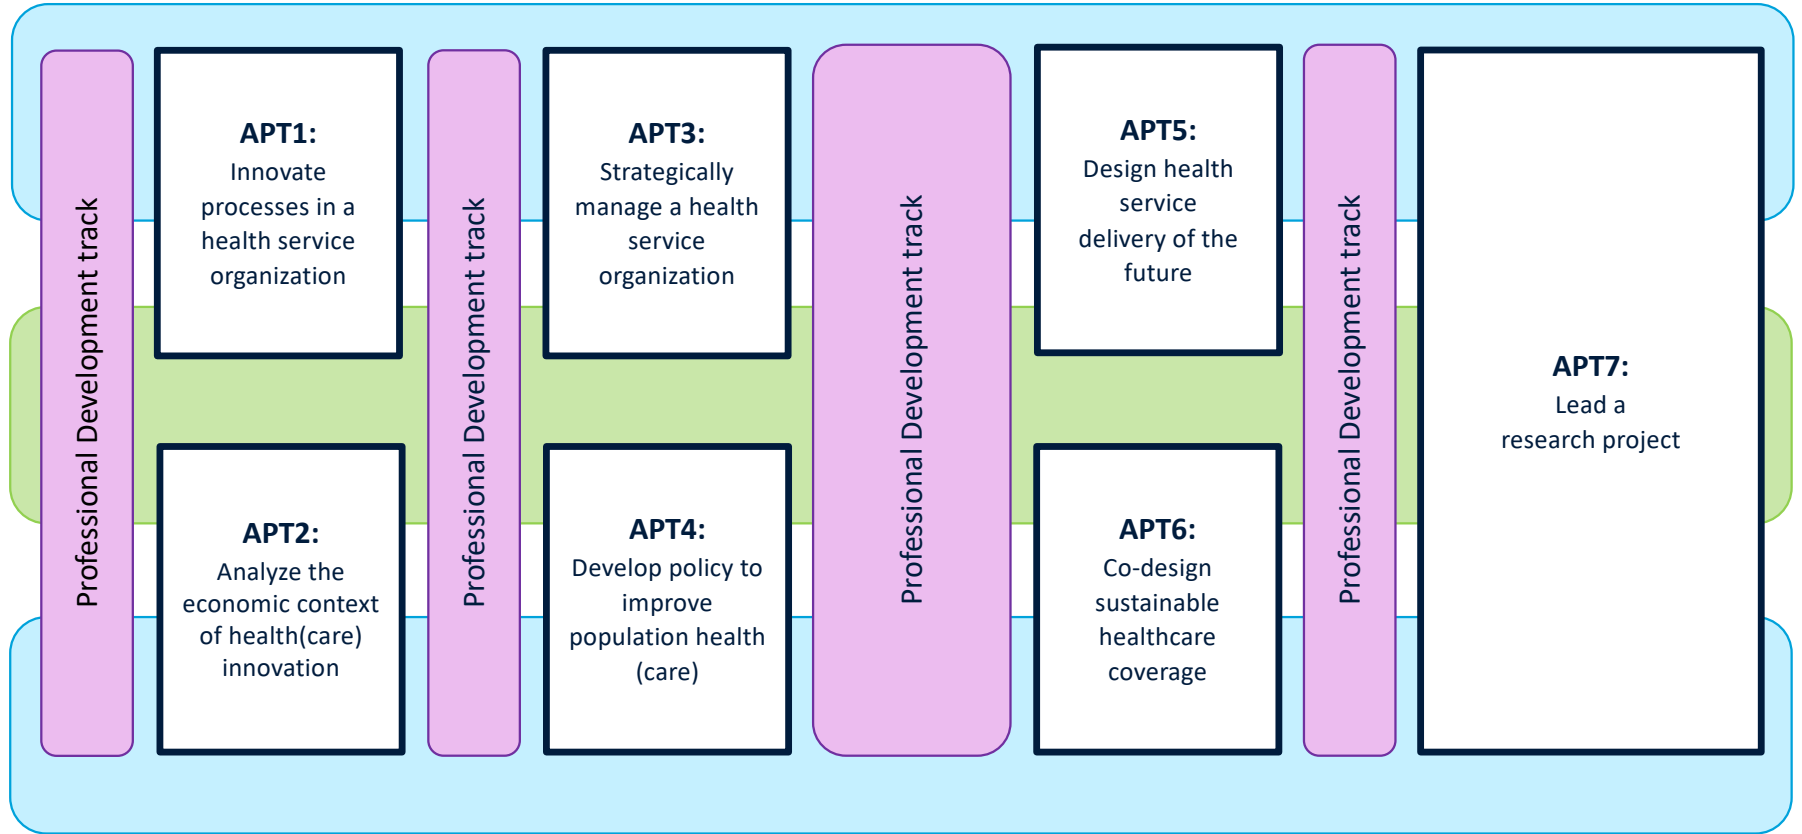 Professional Development track
APT1:
Innovate
processes in a
health service
organization
APT2:
Analyze the
economic context
of health(care)
innovation
Professional Development track
APT3:
Strategically
manage a health
service
organization
APT4:
Develop policy to
improve
population health
(care)
Professional Development track
APT5:
Design health
service
delivery of the
future
APT6:
Co-design
sustainable
healthcare
coverage
Professional Development track
APT7:
Lead a
research project